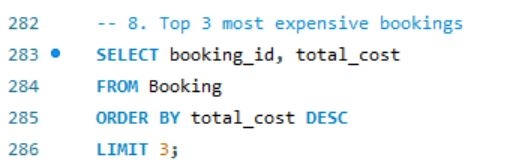 282 -- 8. Top 3 most expensive bookings
283 SELECT booking_id, total_cost
284 FROM Booking
285 ORDER BY total_cost DESC
286 LIMIT 3;